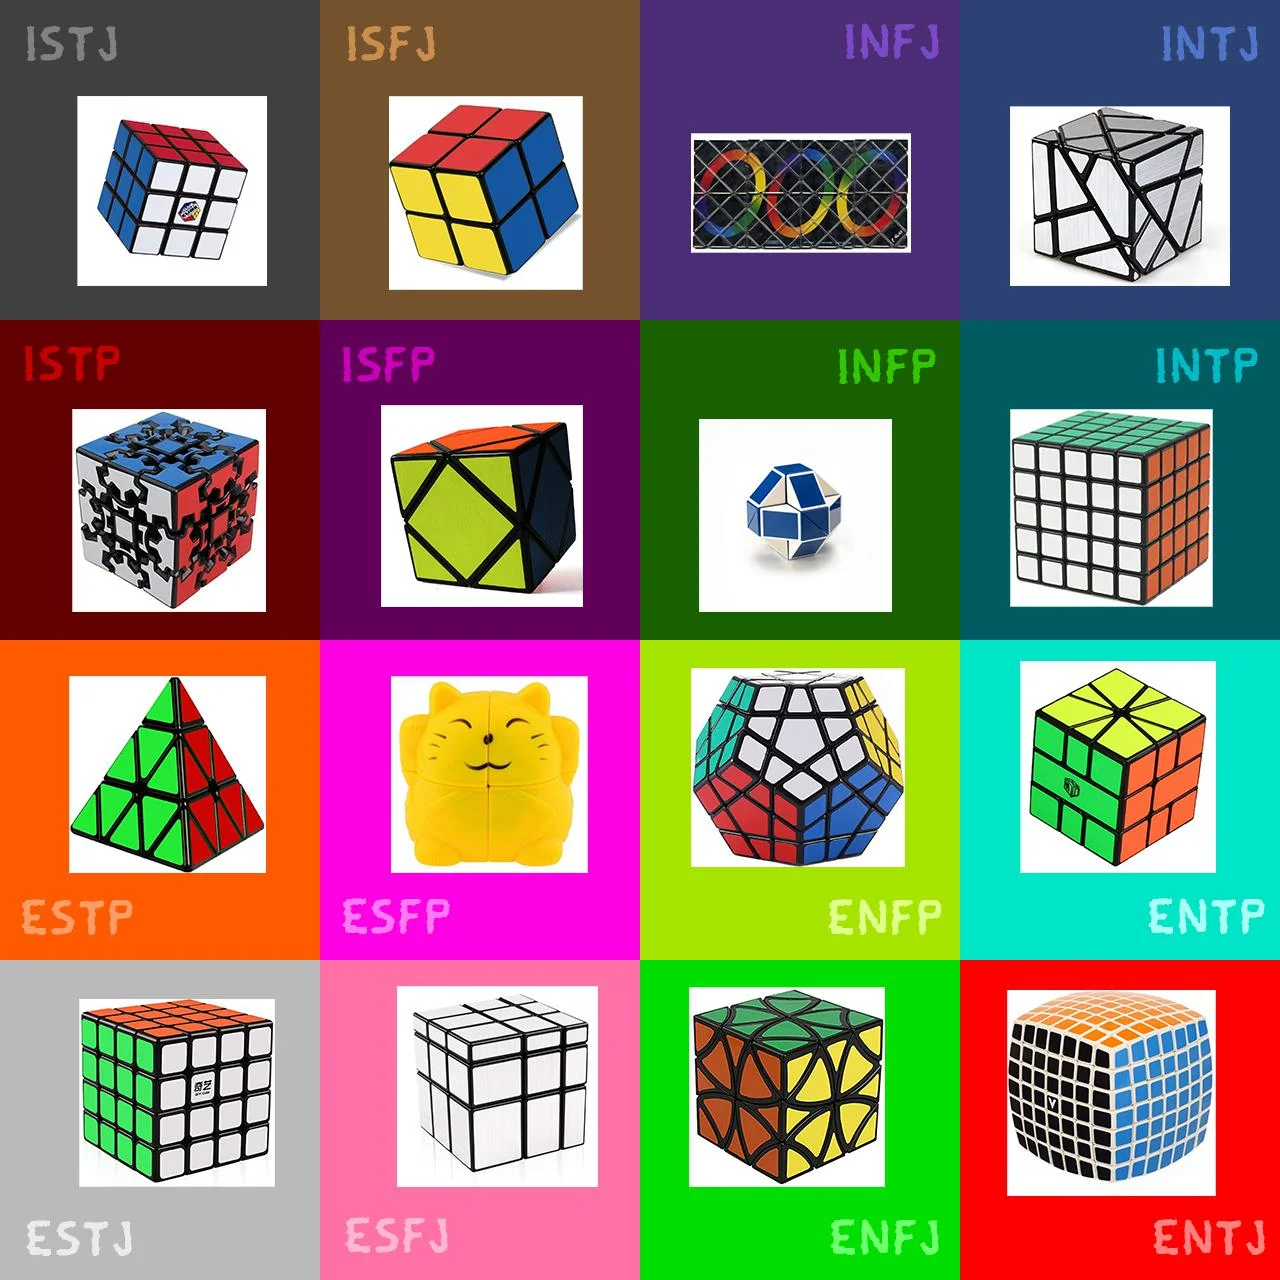 ISTJ
ISFJ
INFJ
INTJ
ISTP
ISFP
INFP
INTP
ESTP
ESFP
ENFP
ENTP
ESTJ
ESFJ
ENFJ
ENTJ